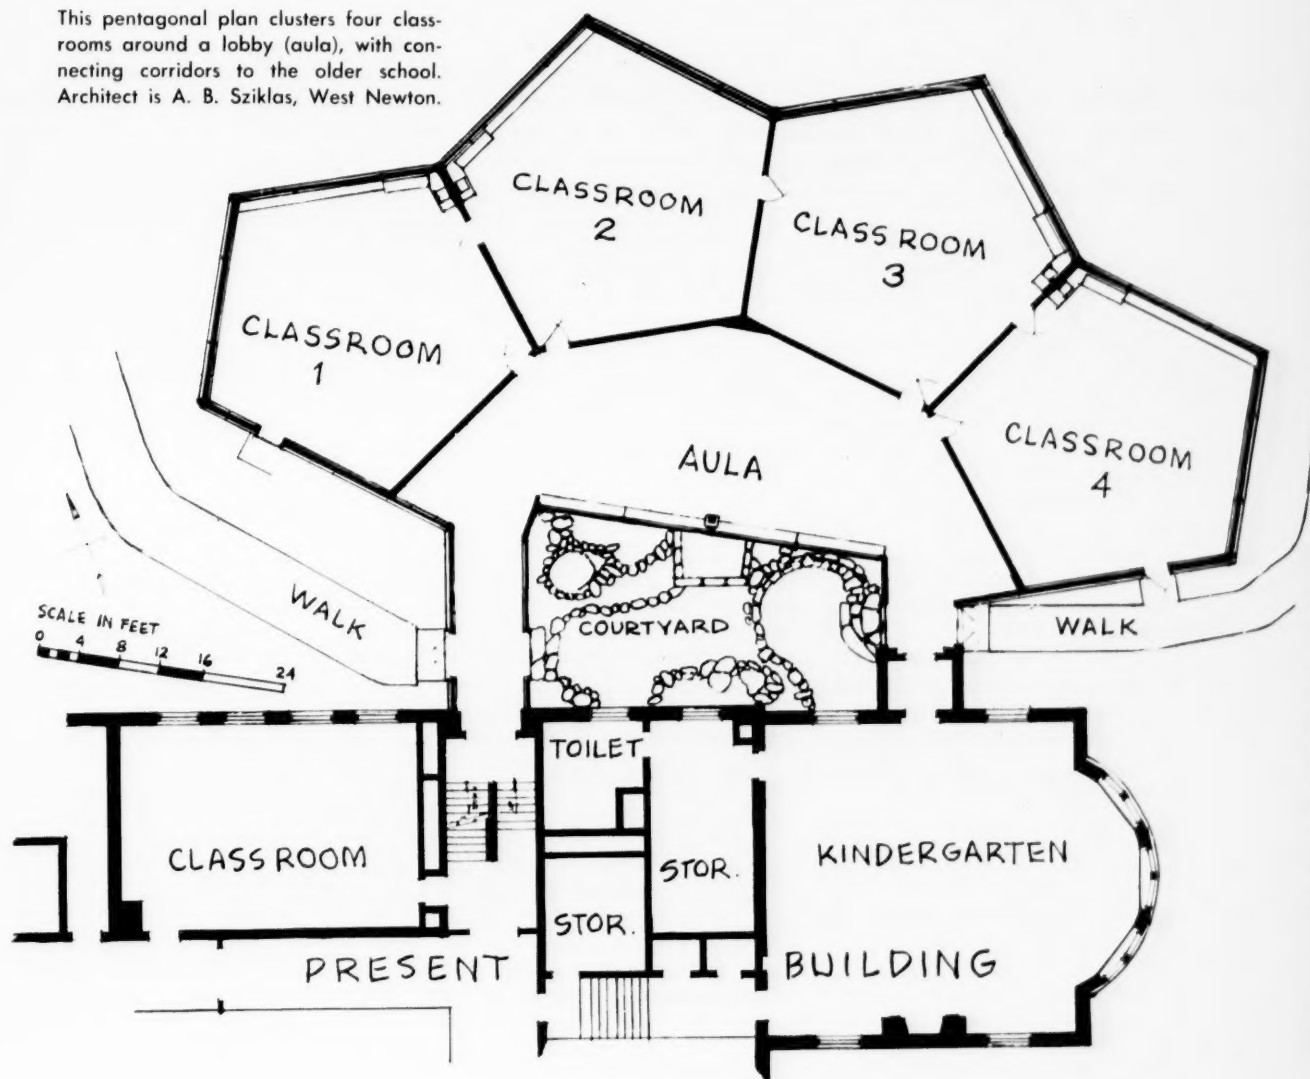 This pentagonal plan clusters four class-
rooms around a lobby (aula), with con-
necting corridors to the older school.
Architect is A. B. Sziklas, West Newton.
CLASSROOM
2
CLASS ROOM
3
CLASSROOM
1
CLASSROOM
4
AULA
WALK
COURTYARD
WALK
SCALE IN FEET
0 4 8 12 16 24
TOILET
CLASS ROOM
STOR.
KINDERGARTEN
STOR.
PRESENT BUILDING